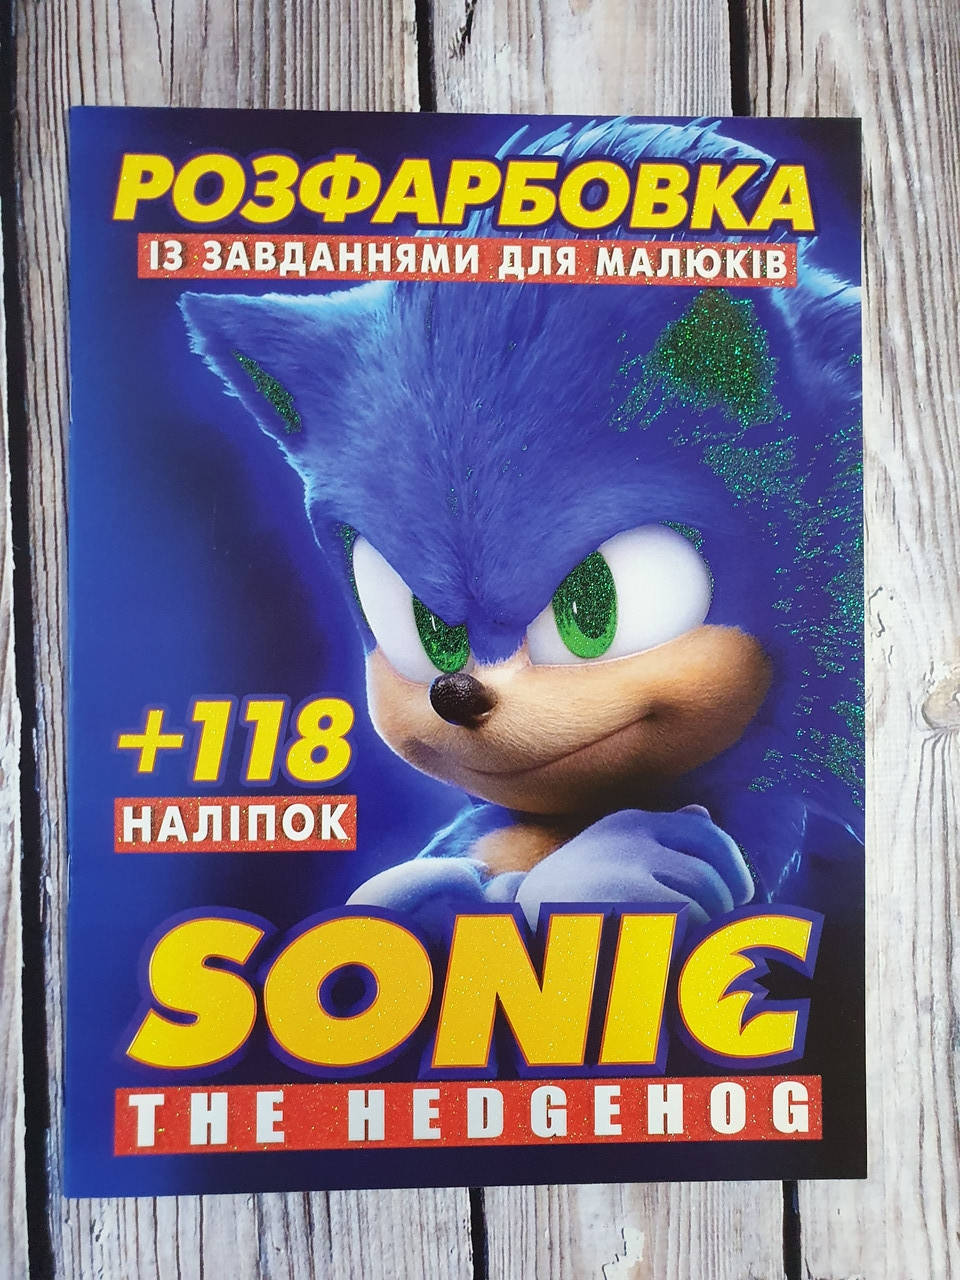 РОЗФАРБОВКА
ІЗ ЗАВДАННЯМИ ДЛЯ МАЛЮКІВ
+118
НАЛІПОК
SONIC
THE HEDGEHOG